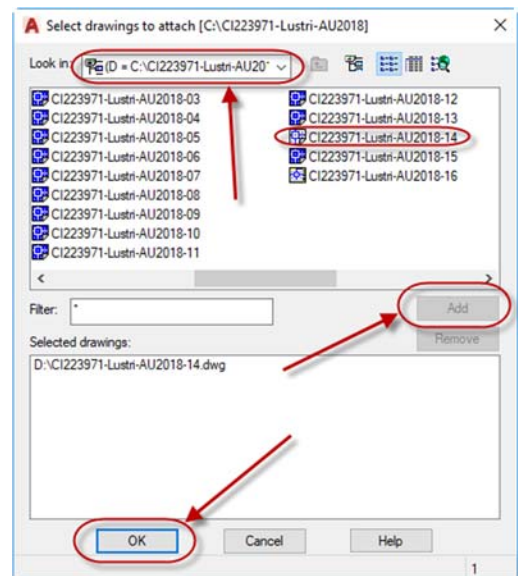 Select drawings to attach [C:\CI223971-Lustri-AU2018]
Look in: (D = C:\CI223971-Lustri-AU20
CI223971-Lustri-AU2018-03
CI223971-Lustri-AU2018-04
CI223971-Lustri-AU2018-05
CI223971-Lustri-AU2018-06
CI223971-Lustri-AU2018-07
CI223971-Lustri-AU2018-08
CI223971-Lustri-AU2018-09
CI223971-Lustri-AU2018-10
CI223971-Lustri-AU2018-11
CI223971-Lustri-AU2018-12
CI223971-Lustri-AU2018-13
CI223971-Lustri-AU2018-14
CI223971-Lustri-AU2018-15
CI223971-Lustri-AU2018-16
Filter: *
Add
Selected drawings:
Remove
D:\CI223971-Lustri-AU2018-14.dwg
OK Cancel Help
1